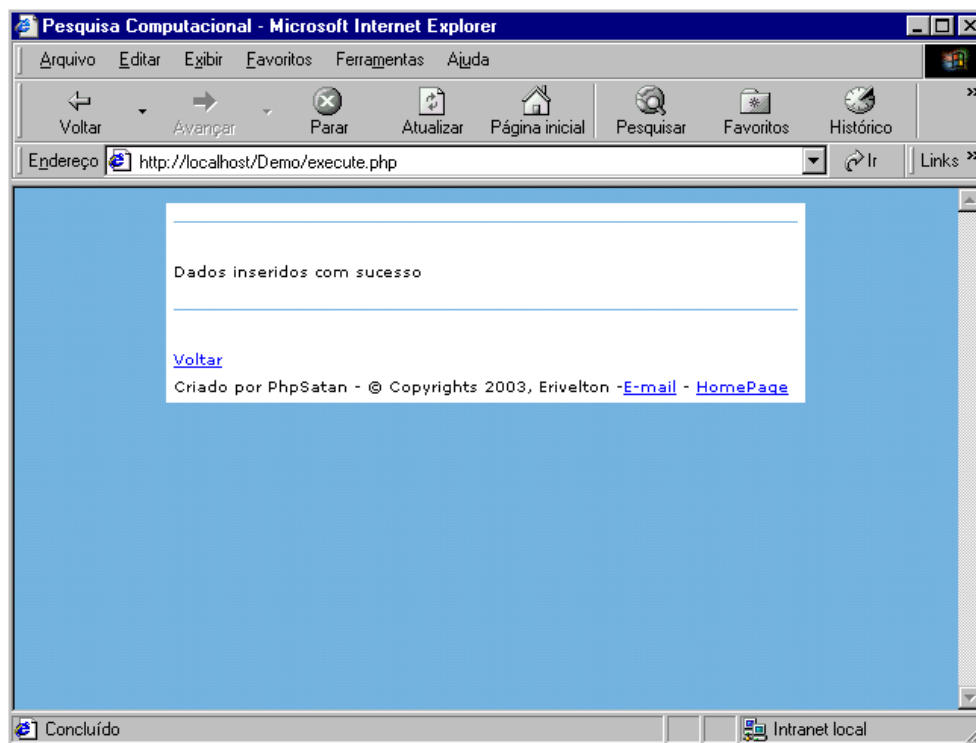 Pesquisa Computacional - Microsoft Internet Explorer
Arquivo Editar Exibir Favoritos Ferramentas Ajuda
Voltar Avançar Parar Atualizar Página inicial Pesquisar Favoritos Histórico »
Endereço http://localhost/Demo/execute.php Ir Links »
Dados inseridos com sucesso
Voltar
Criado por PhpSatan - © Copyrights 2003, Erivelton -E-mail - HomePage
Concluído Intranet local